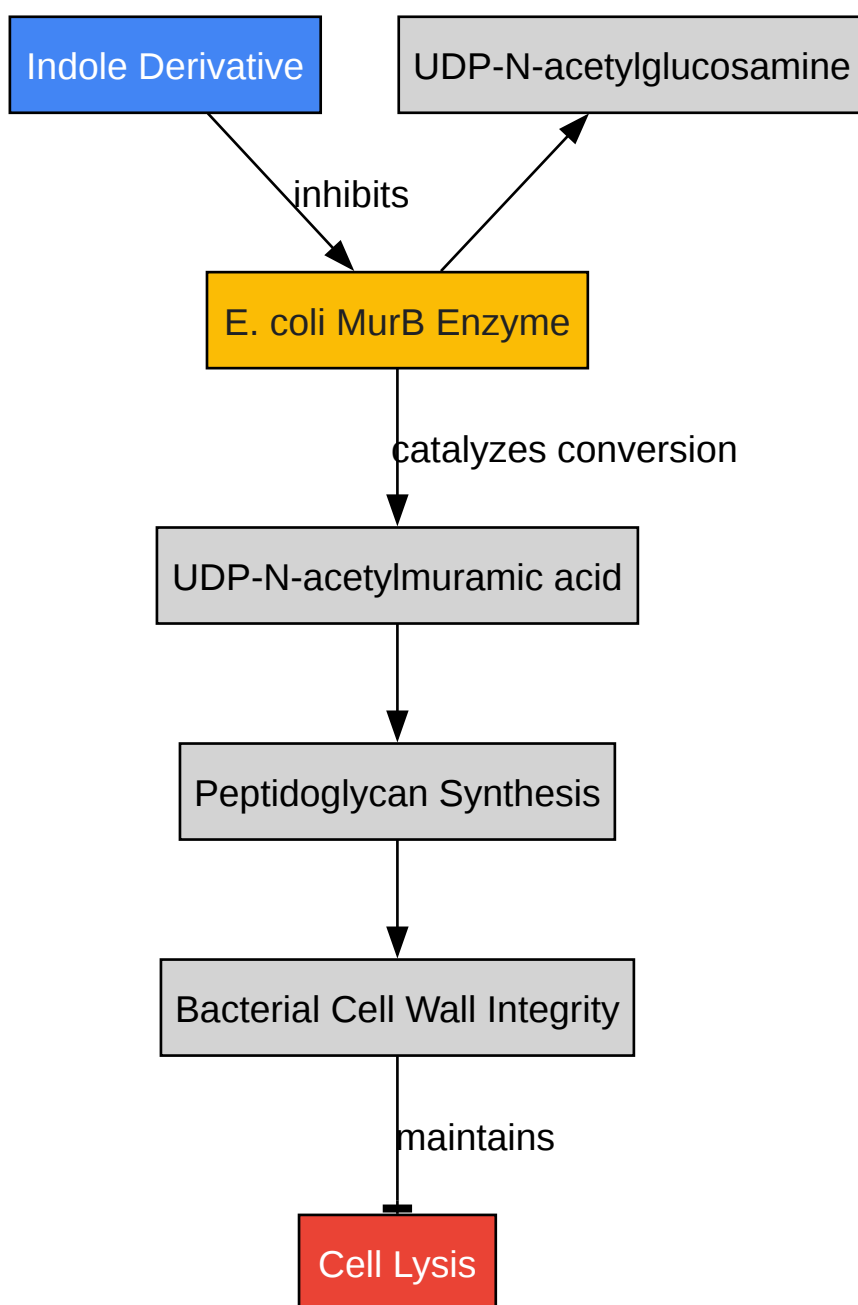 Indole Derivative
UDP-N-acetylglucosamine
inhibits
E. coli MurB Enzyme
catalyzes conversion
UDP-N-acetylmuramic acid
Peptidoglycan Synthesis
Bacterial Cell Wall Integrity
maintains
Cell Lysis